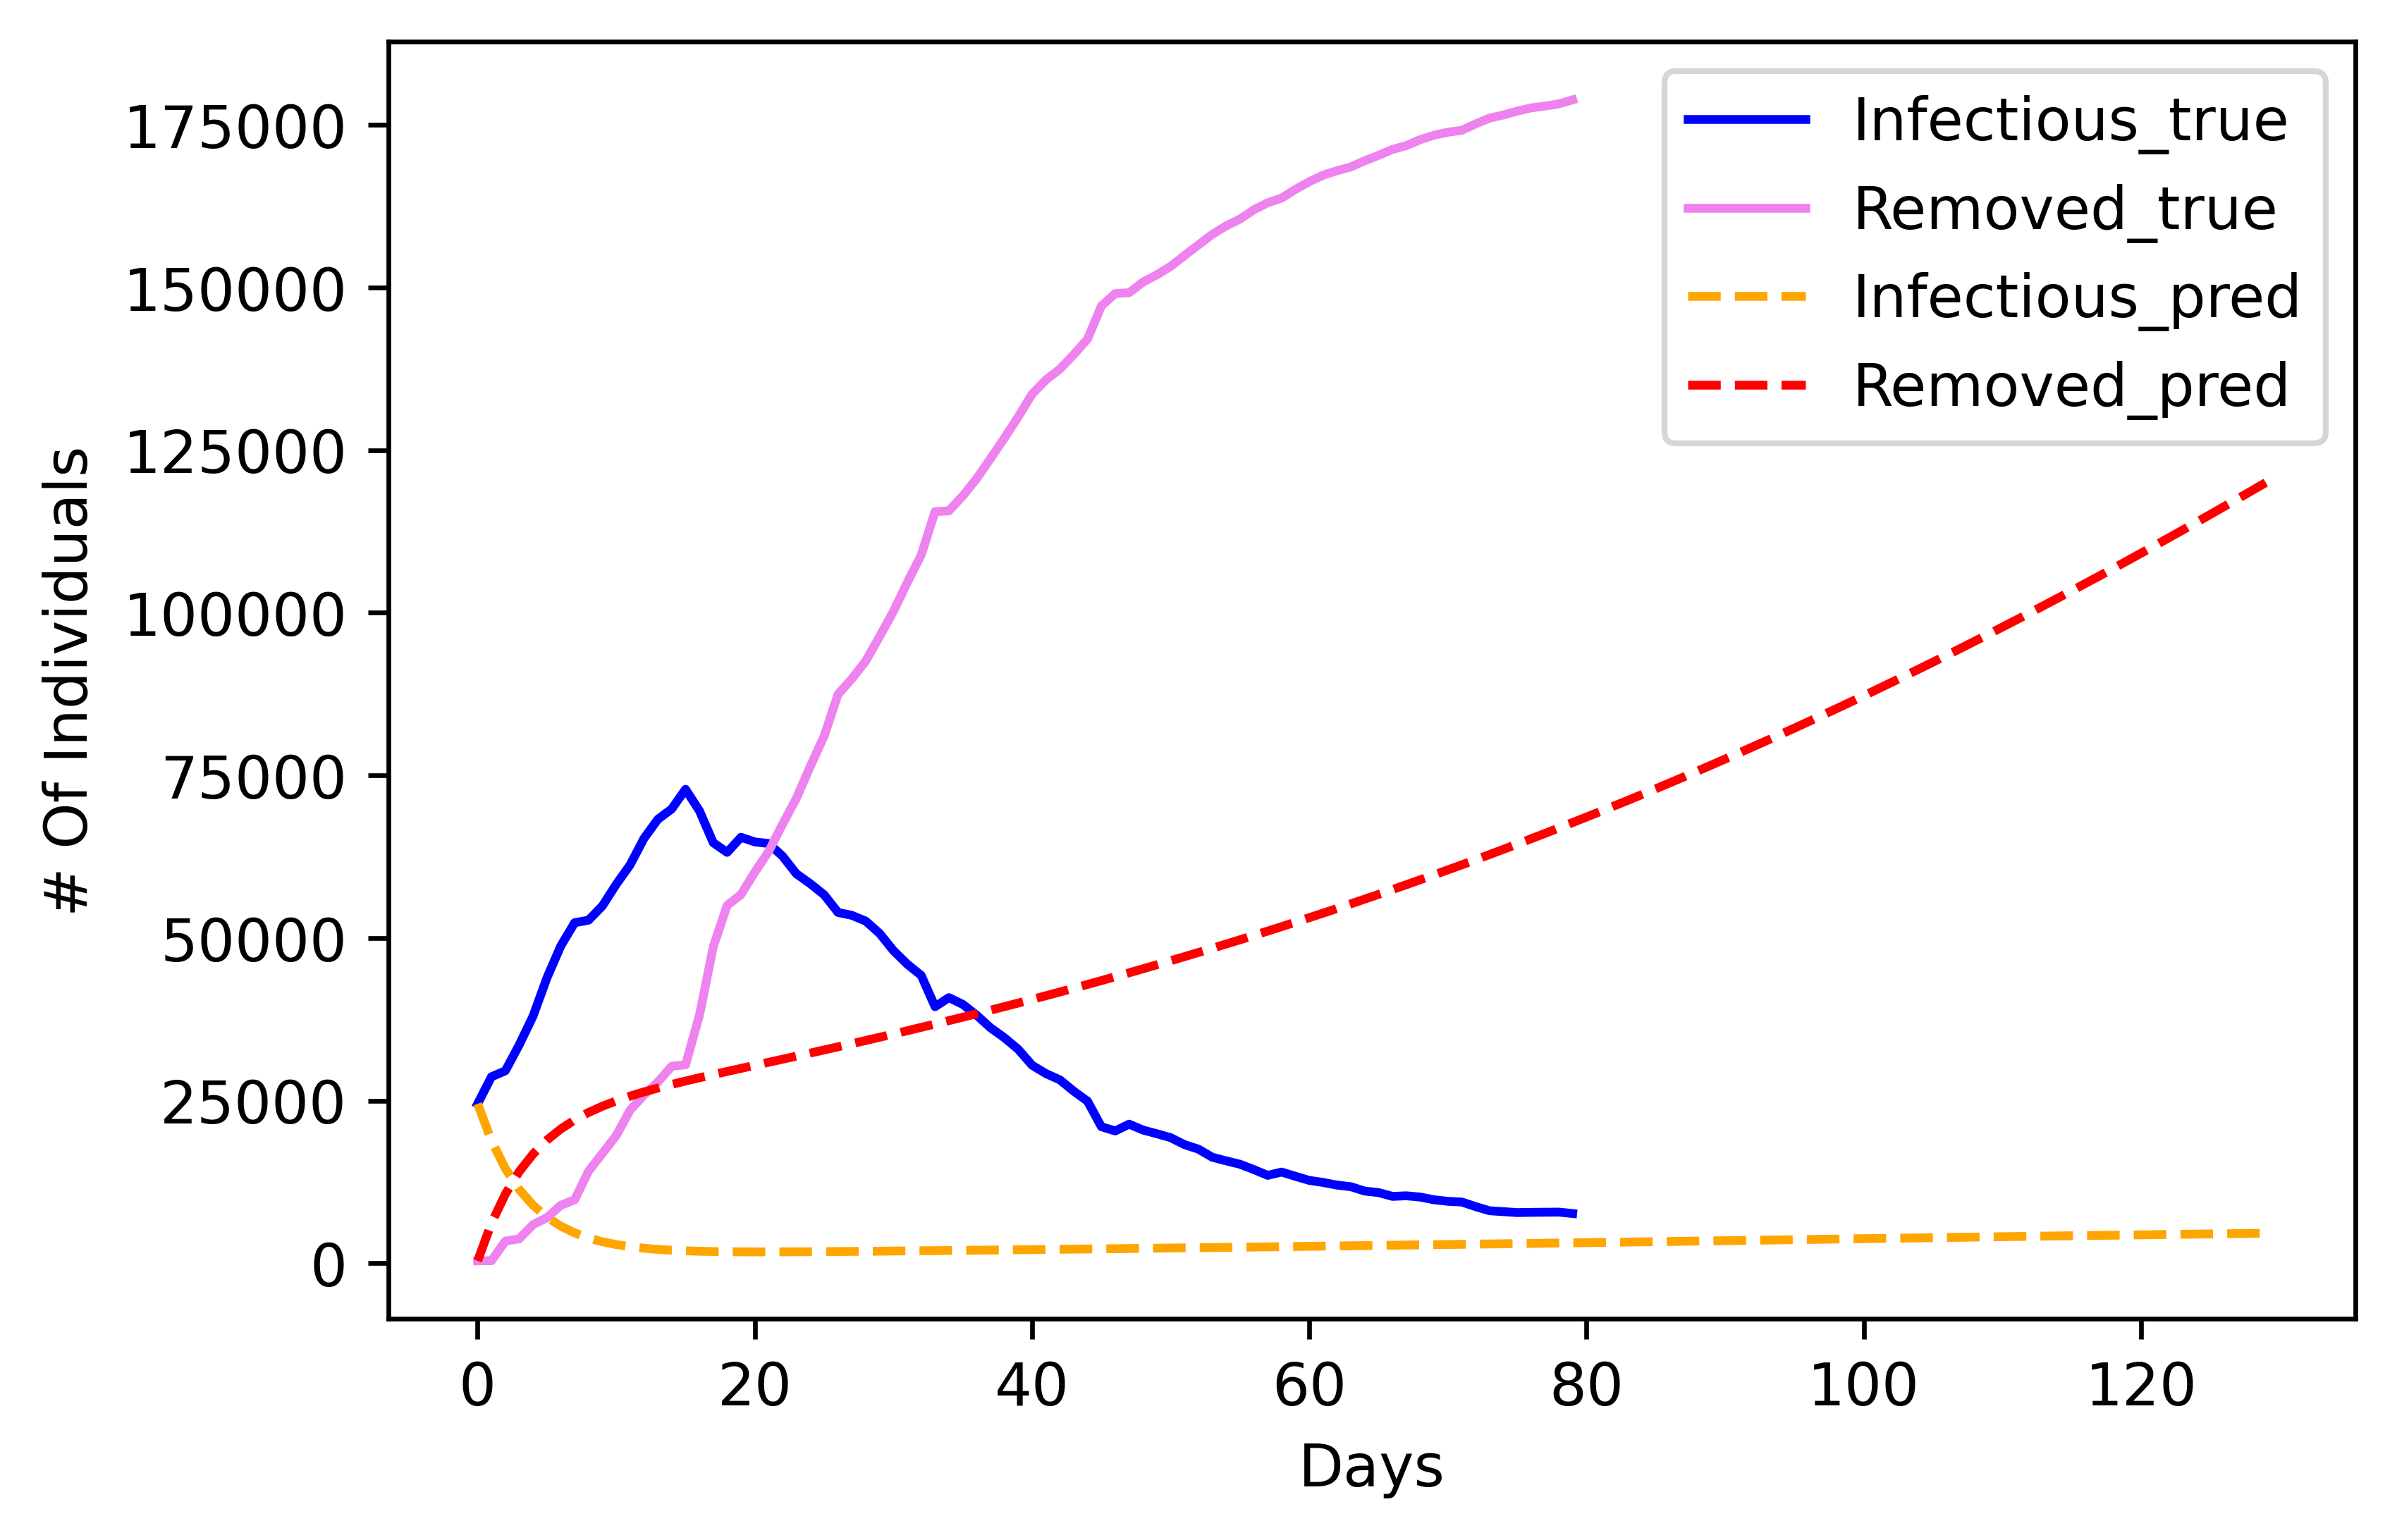 Infectious_true
Removed_true
Infectious_pred
Removed_pred
# Of Individuals
175000
150000
125000
100000
75000
50000
25000
0
0 20 40 60 80 100 120
Days